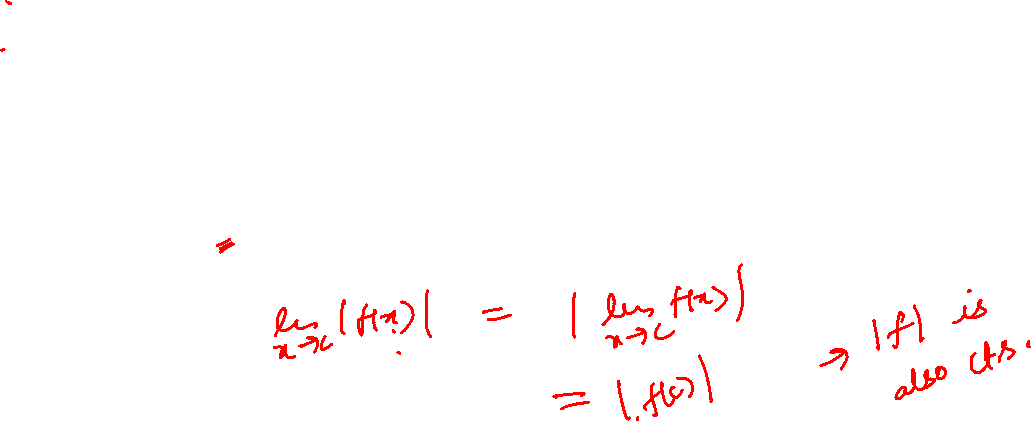 =
lim x→c |f(x)| = | lim x→c f(x) | → |f| is
= |f(c)| also cts.